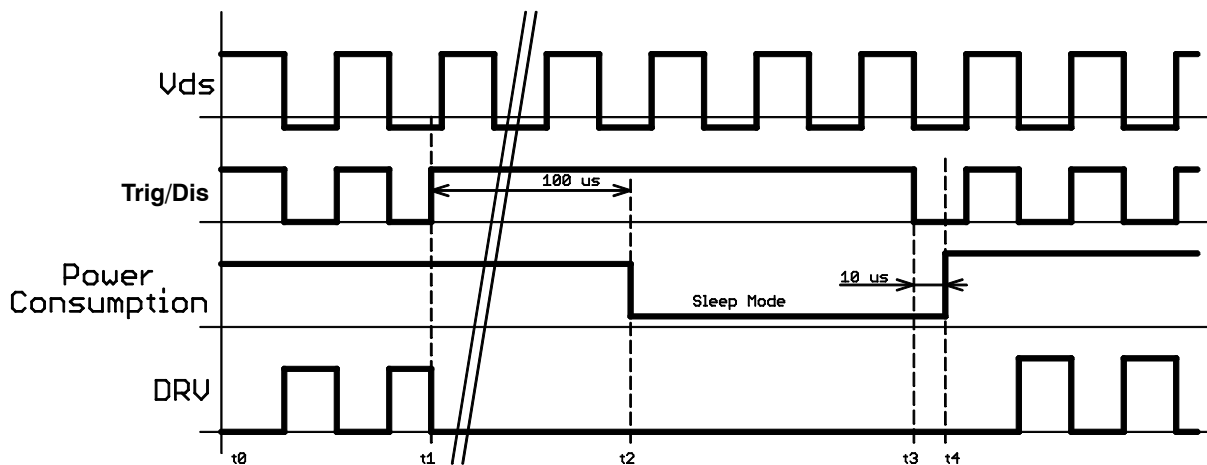 Vds
Trig/Dis
100 us
Power
Consumption
10 us
Sleep Mode
DRV
t0
t1
t2
t3
t4